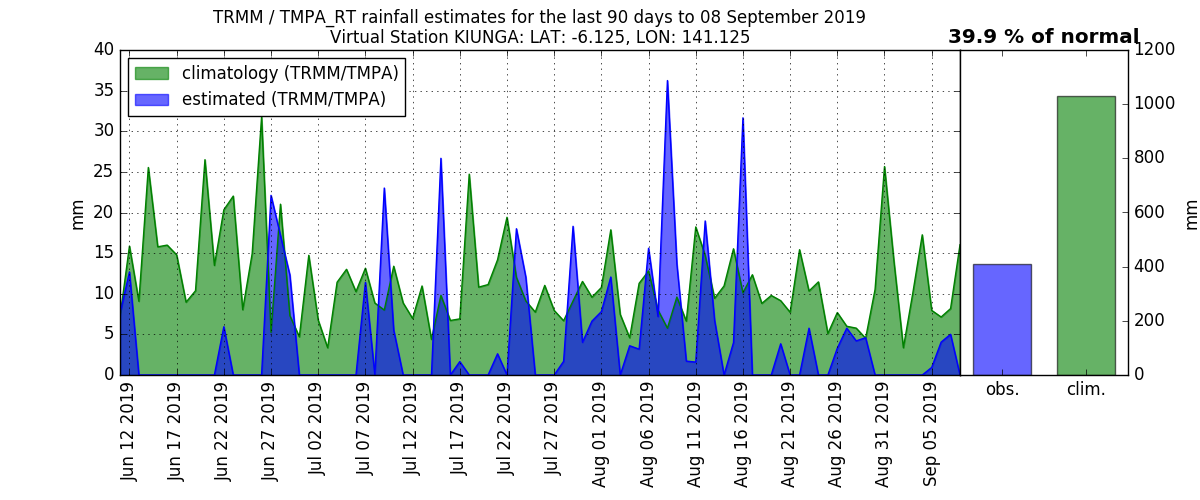 TRMM / TMPA_RT rainfall estimates for the last 90 days to 08 September 2019
Virtual Station KIUNGA: LAT: -6.125, LON: 141.125
39.9 % of normal
climatology (TRMM/TMPA)
estimated (TRMM/TMPA)
40
35
30
25
20
15
10
5
0
mm
Jun 12 2019
Jun 17 2019
Jun 22 2019
Jun 27 2019
Jul 02 2019
Jul 07 2019
Jul 12 2019
Jul 17 2019
Jul 22 2019
Jul 27 2019
Aug 01 2019
Aug 06 2019
Aug 11 2019
Aug 16 2019
Aug 21 2019
Aug 26 2019
Aug 31 2019
Sep 05 2019
1200
1000
800
600
400
200
0
mm
obs.
clim.